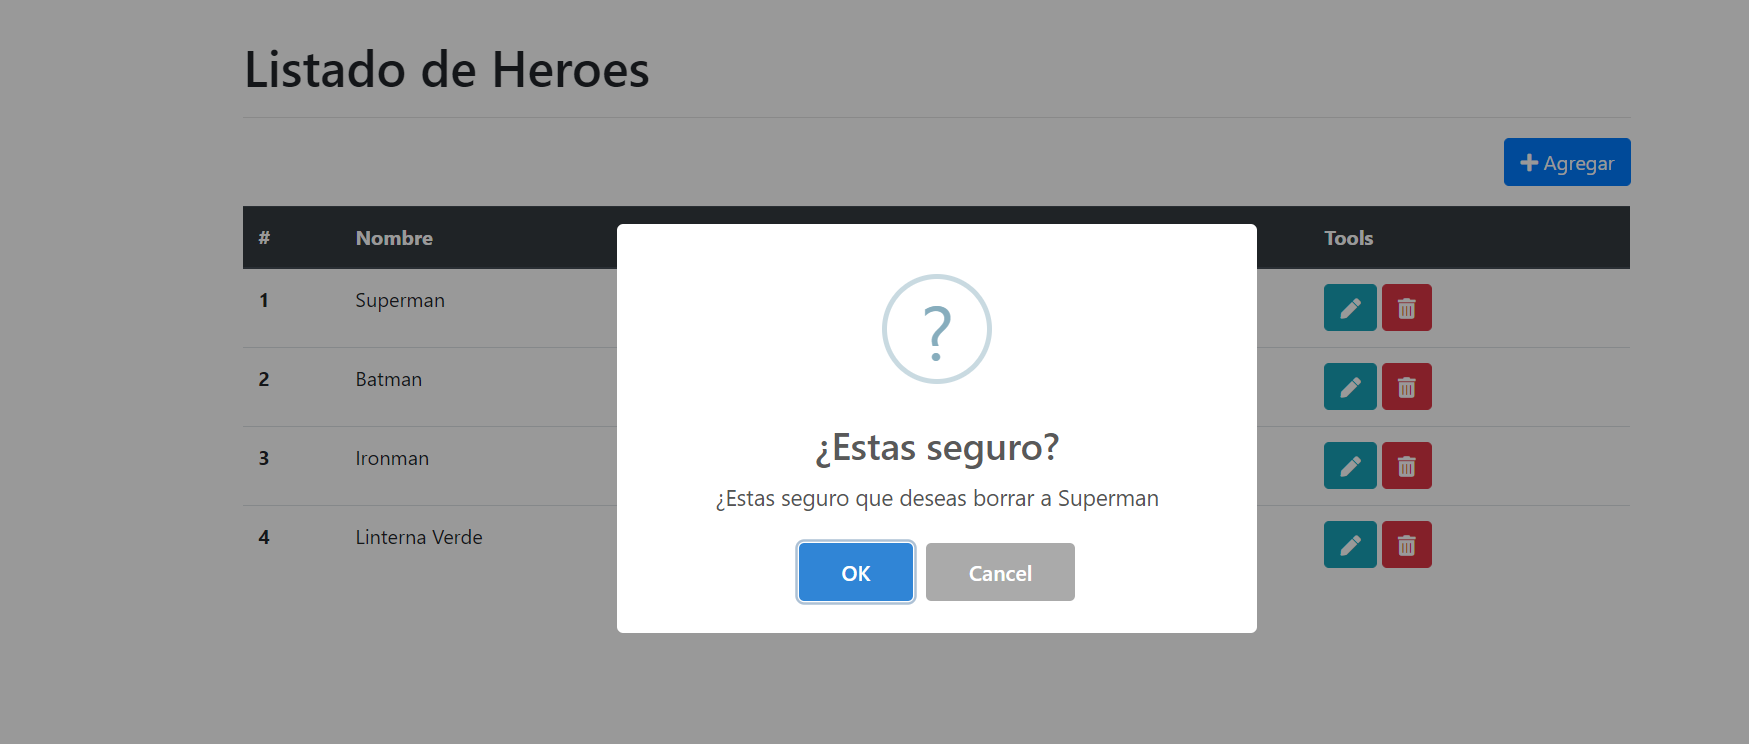 Listado de Heroes
Agregar
# Nombre Tools
1 Superman
2 Batman
3 Ironman
4 Linterna Verde
?
¿Estas seguro?
¿Estas seguro que deseas borrar a Superman
OK Cancel